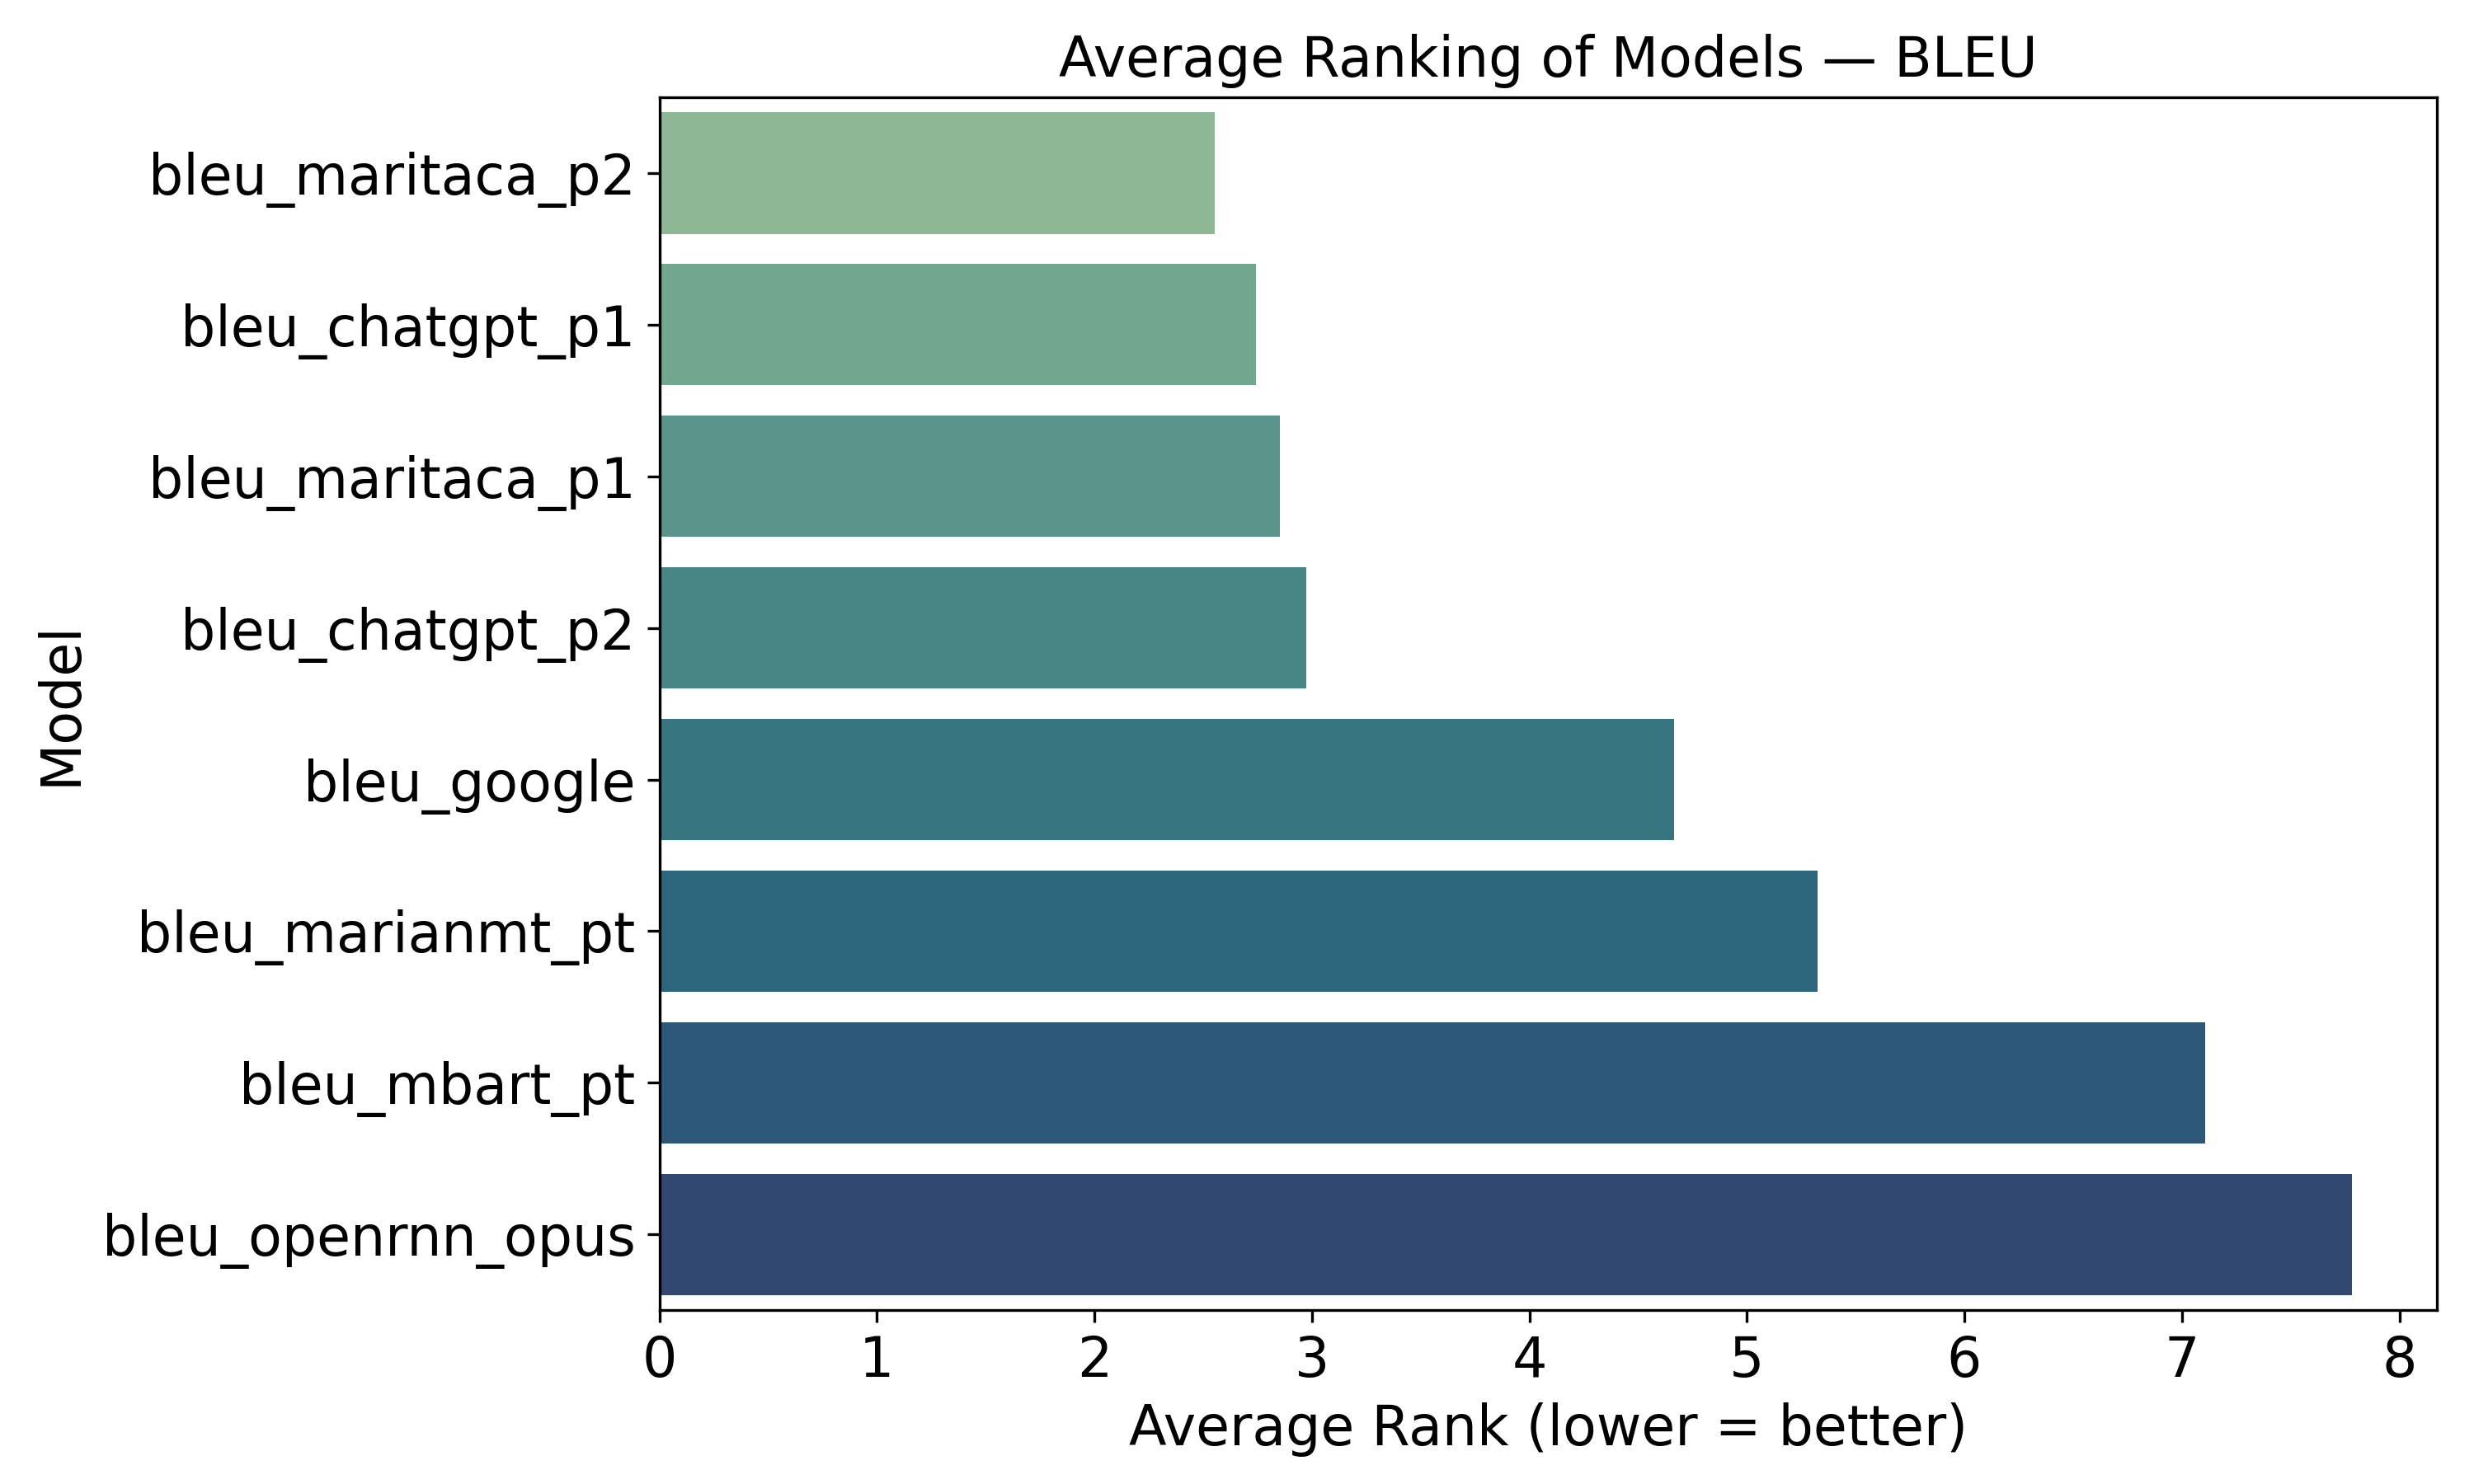 Average Ranking of Models — BLEU
bleu_maritaca_p2
bleu_chatgpt_p1
bleu_maritaca_p1
bleu_chatgpt_p2
bleu_google
bleu_marianmt_pt
bleu_mbart_pt
bleu_openrnn_opus
Model
0 1 2 3 4 5 6 7 8
Average Rank (lower = better)